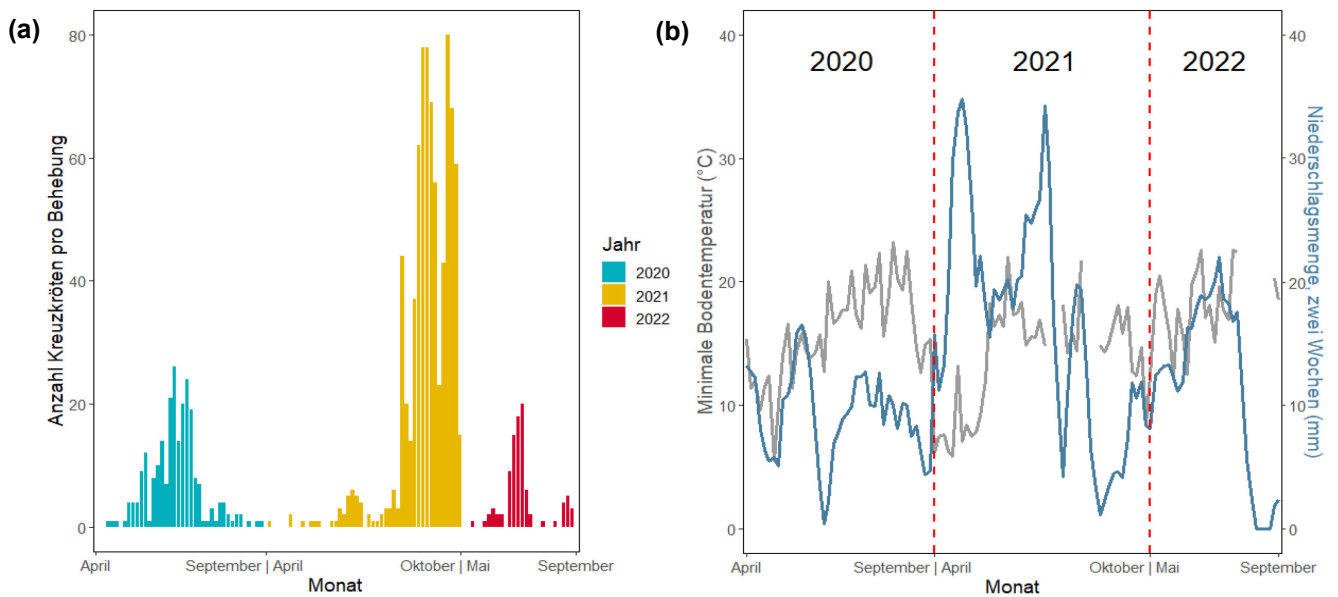 (a)
Anzahl Kreuzkröten pro Behebung
80
60
40
20
0
April
September | April
Oktober | Mai
September
Monat
Jahr
2020
2021
2022
(b)
Minimale Bodentemperatur (°C)
40
30
20
10
0
2020
2021
2022
40
30
20
10
0
Niederschlagsmenge, zwei Wochen (mm)
April
September | April
Oktober | Mai
September
Monat